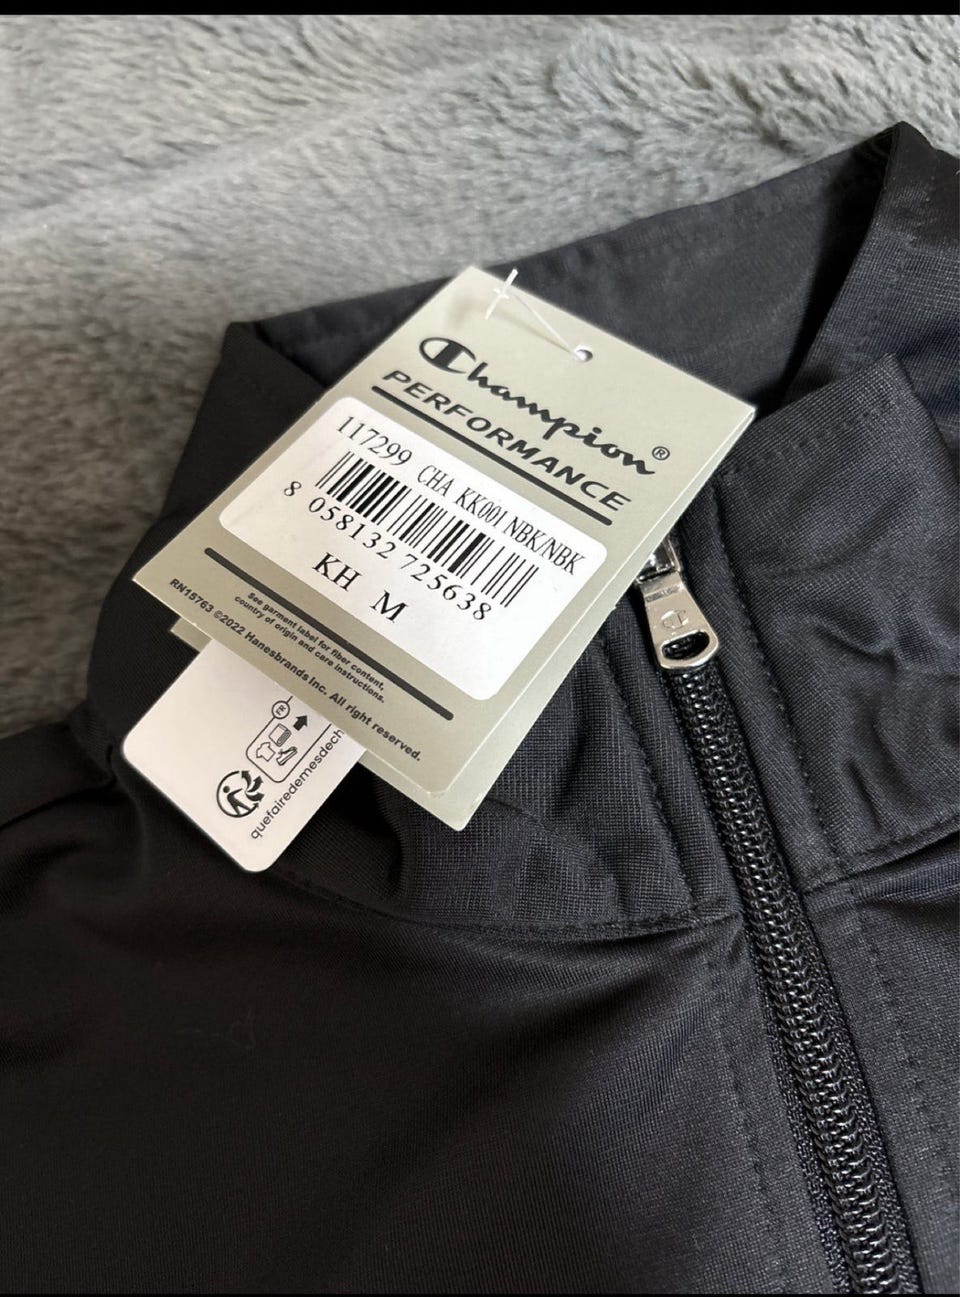 Champion®
PERFORMANCE
117299 CHA KK001 NBK/NBK
8 058132 725638
KH M
See garment label for fiber content,
country of origin and care instructions.
RN15763 ©2022 Hanesbrands Inc. All right reserved.
FR
quefairedemesdech